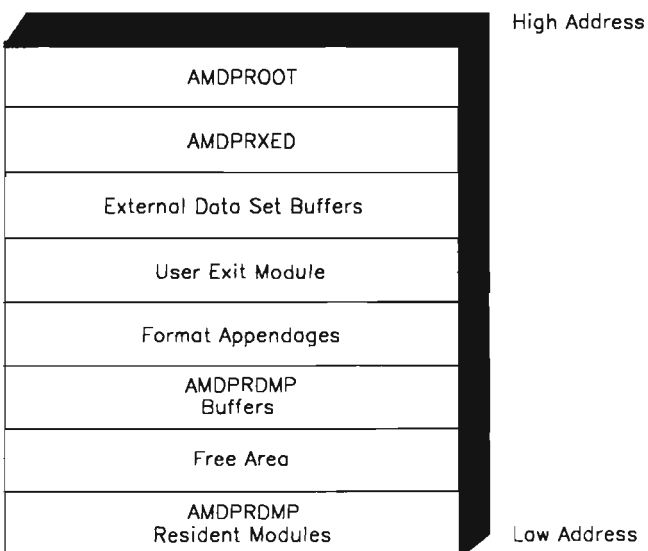 High Address
AMDPROOT
AMDPRXED
External Data Set Buffers
User Exit Module
Format Appendages
AMDPRDMP
Buffers
Free Area
AMDPRDMP
Resident Modules
Low Address